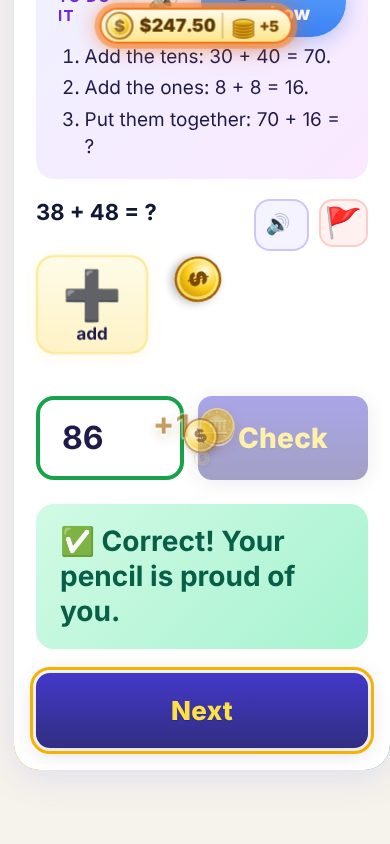 IT
$247.50 +5
1. Add the tens: 30 + 40 = 70.
2. Add the ones: 8 + 8 = 16.
3. Put them together: 70 + 16 =
?
38 + 48 = ?
add
86
+1
Check
✅ Correct! Your
pencil is proud of
you.
Next